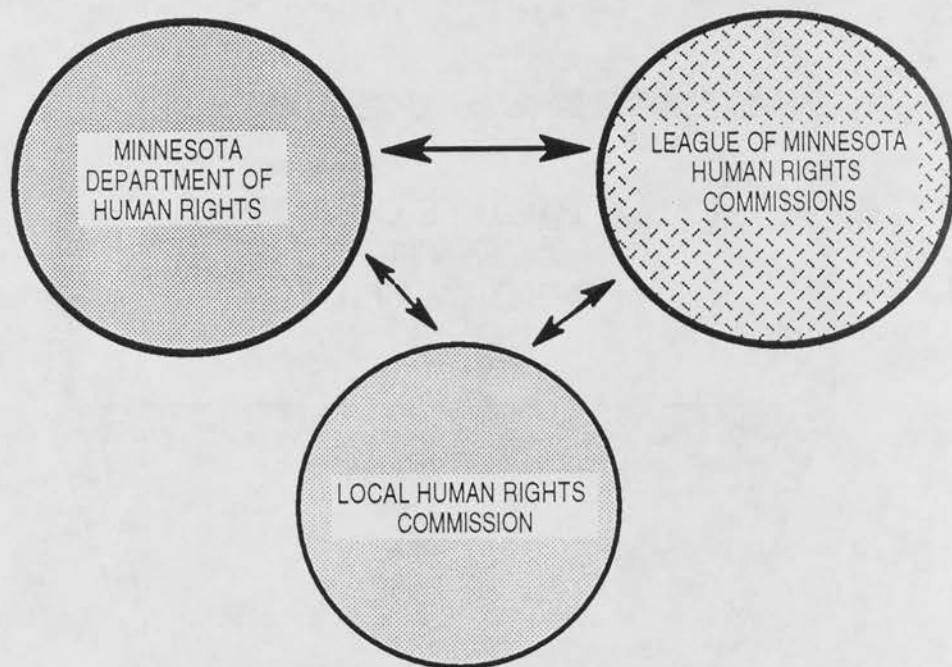 MINNESOTA
DEPARTMENT OF
HUMAN RIGHTS
LEAGUE OF MINNESOTA
HUMAN RIGHTS
COMMISSIONS
LOCAL HUMAN RIGHTS
COMMISSION